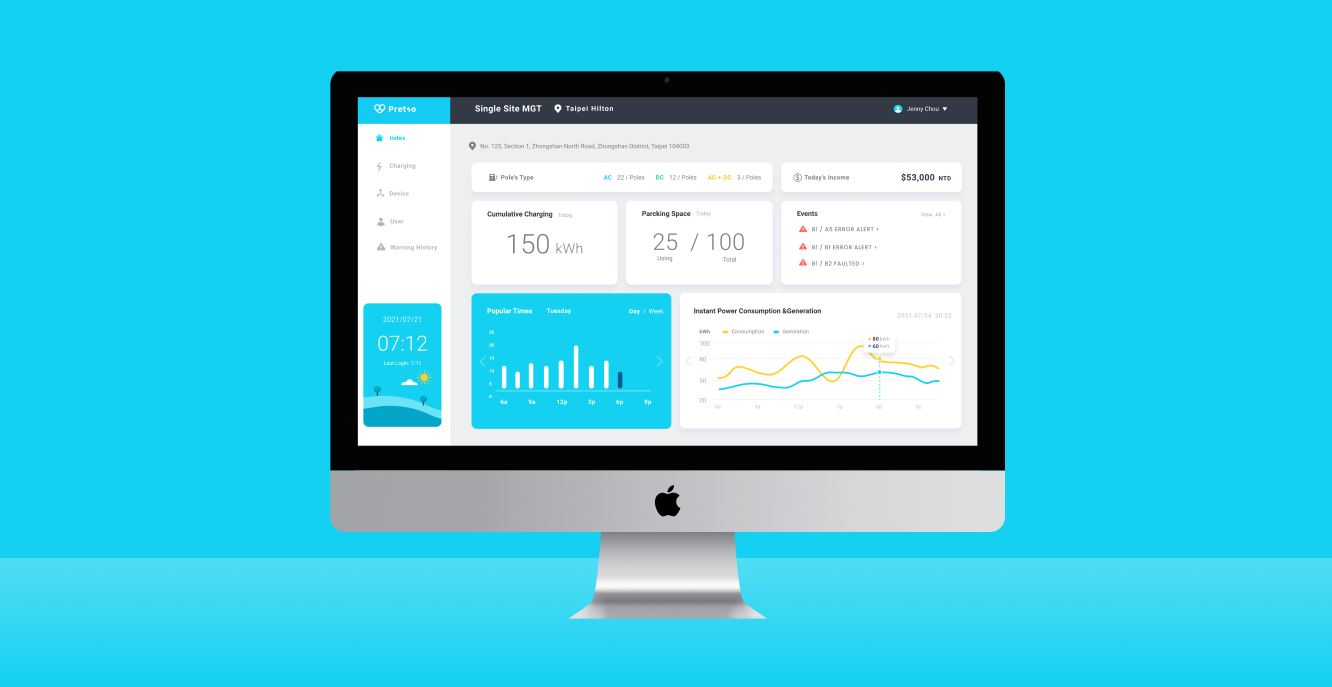 Pretso
Single Site MGT
Taipei Hilton
Jenny Chou
Index
Charging
Device
User
Warning History
2021/07/21
07:12
Last Login: 7/11
No. 123, Section 1, Zhongshan North Road, Zhongshan District, Taipei 104003
Pole's Type
AC 22 / Poles DC 12 / Poles AC + DC 3 / Poles
Today's Income
$53,000 NTD
Cumulative Charging Today
150 kWh
Parcking Space Today
25 / 100
Using Total
Events View All >
B1 / A5 ERROR ALERT >
B1 / B1 ERROR ALERT >
B1 / B2 FAULTED >
Popular Times Tuesday Day / Week
20
15
10
5
0
6a 9a 12p 3p 6p 9p
Instant Power Consumption &Generation
2021.07/24 20:22
kWh Consumption Generation
80 kwh
60 kwh
100
80
50
20
6a 9a 12p 6p 9p